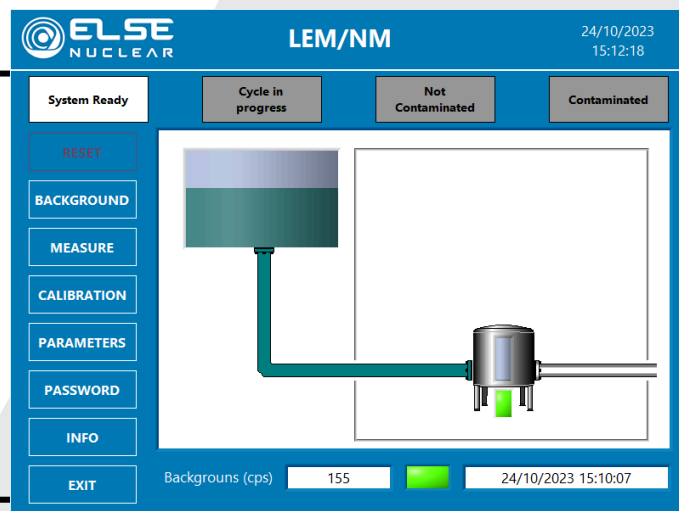 ELSE
NUCLEAR
LEM/NM
24/10/2023
15:12:18
System Ready
Cycle in
progress
Not
Contaminated
Contaminated
RESET
BACKGROUND
MEASURE
CALIBRATION
PARAMETERS
PASSWORD
INFO
EXIT
Backgrouns (cps)
155
24/10/2023 15:10:07